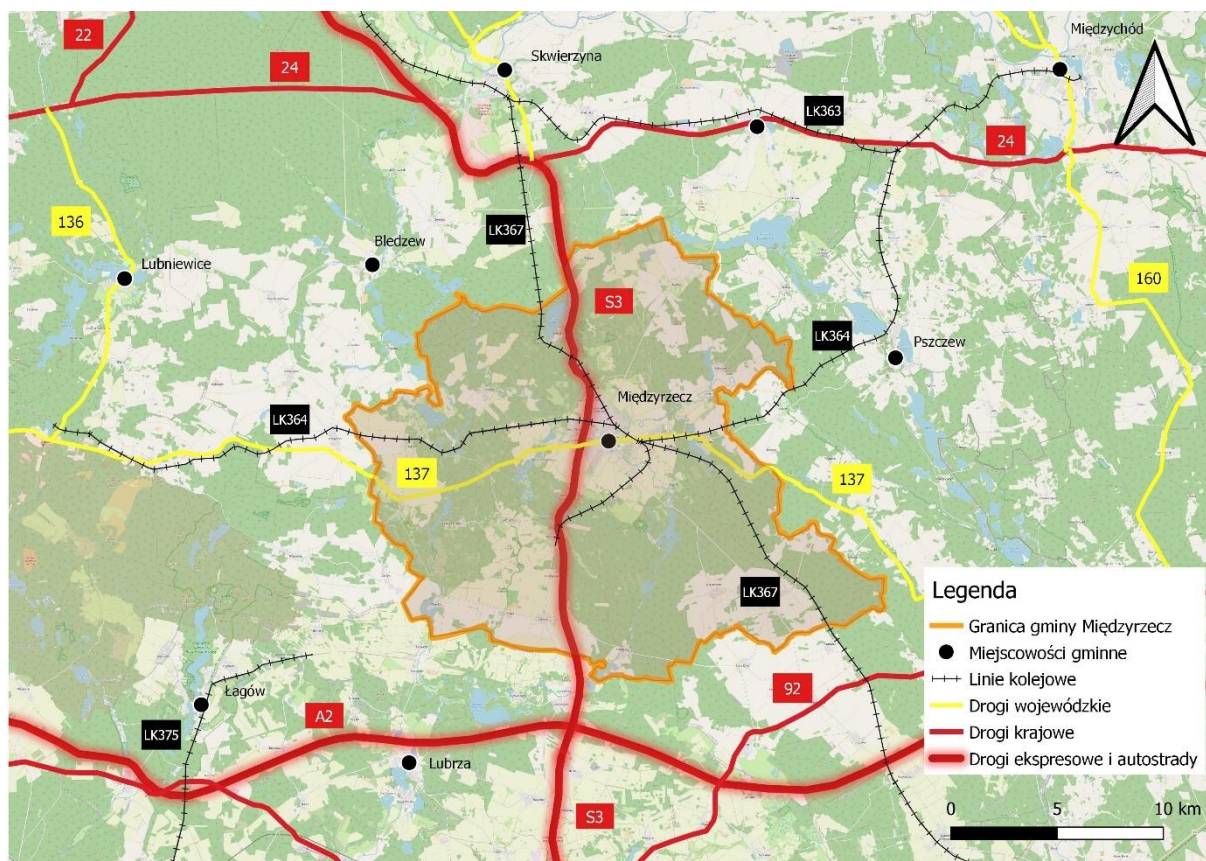 22
Skwierzyna
Międzychód
24
LK363
24
136
LK367
Bledzew
Lubniewice
S3
160
LK364
Pszczew
Międzyrzecz
LK364
137
137
LK367
Legenda
Granica gminy Międzyrzecz
Miejscowości gminne
Linie kolejowe
Drogi wojewódzkie
Drogi krajowe
Drogi ekspresowe i autostrady
92
Łagów
A2
LK375
Lubrza
S3
0 5 10 km